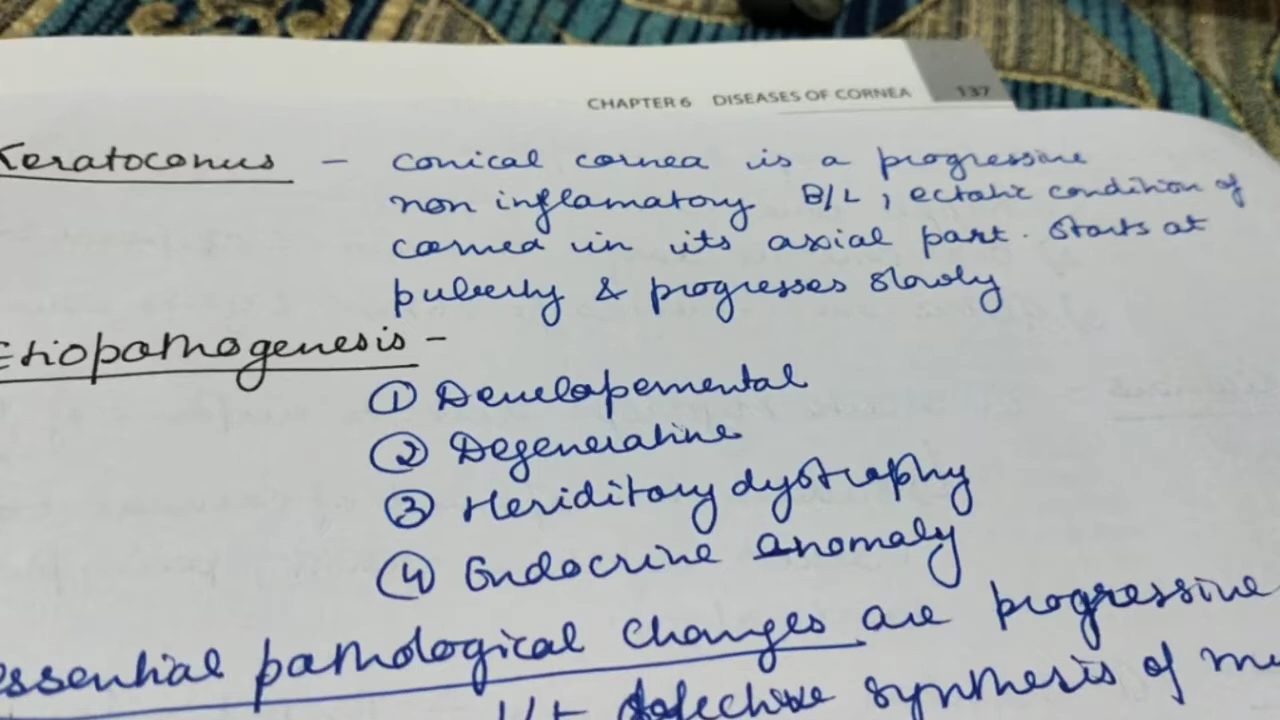 CHAPTER 6 DISEASES OF CORNEA 137
Keratoconus - conical cornea is a progressive
non inflamatory B/L, ectatic condition of
cornea in its axial part. Starts at
puberty & progresses slowly
Etiopathogenesis -
① Developemental
② Degenerative
③ Heriditary dystrophy
④ Endocrine anomaly
essential pathological changes are progressive
defective synthesis of